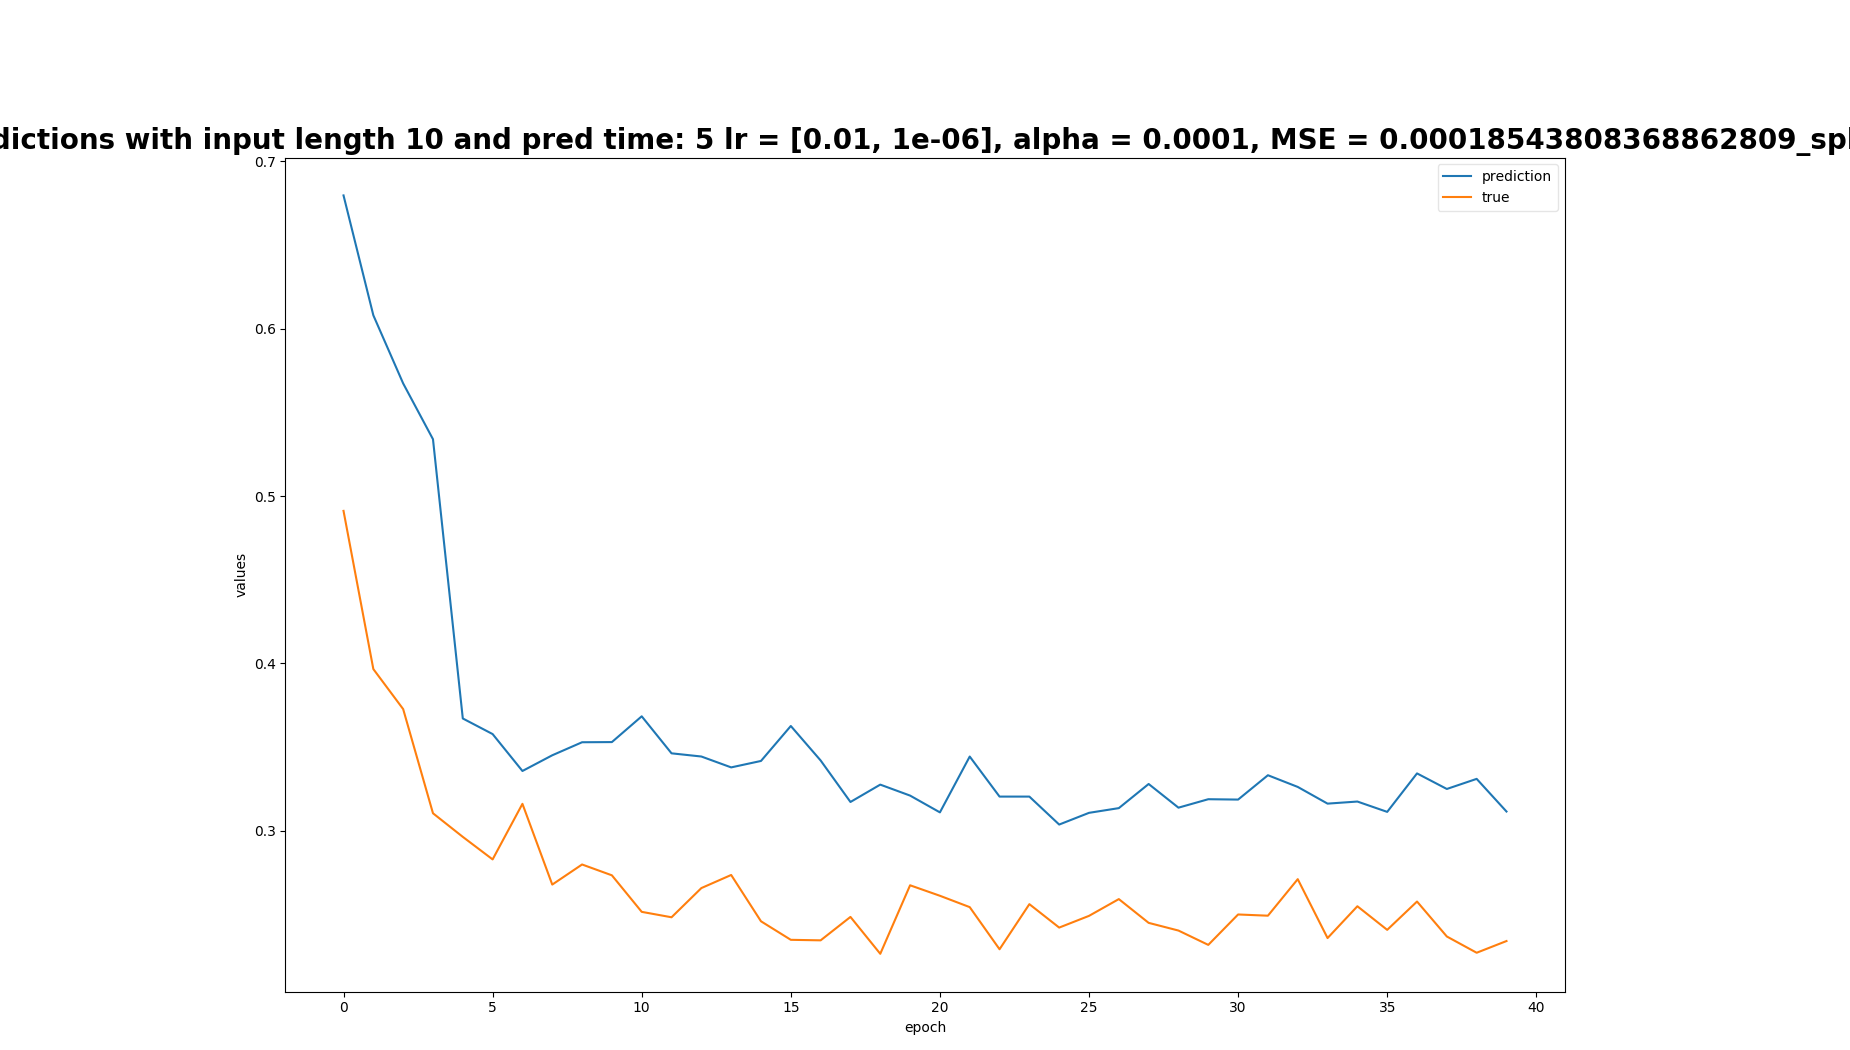 dictions with input length 10 and pred time: 5 lr = [0.01, 1e-06], alpha = 0.0001, MSE = 0.00018543808368862809_spl
prediction
true
0.7
0.6
0.5
0.4
0.3
values
0 5 10 15 20 25 30 35 40
epoch